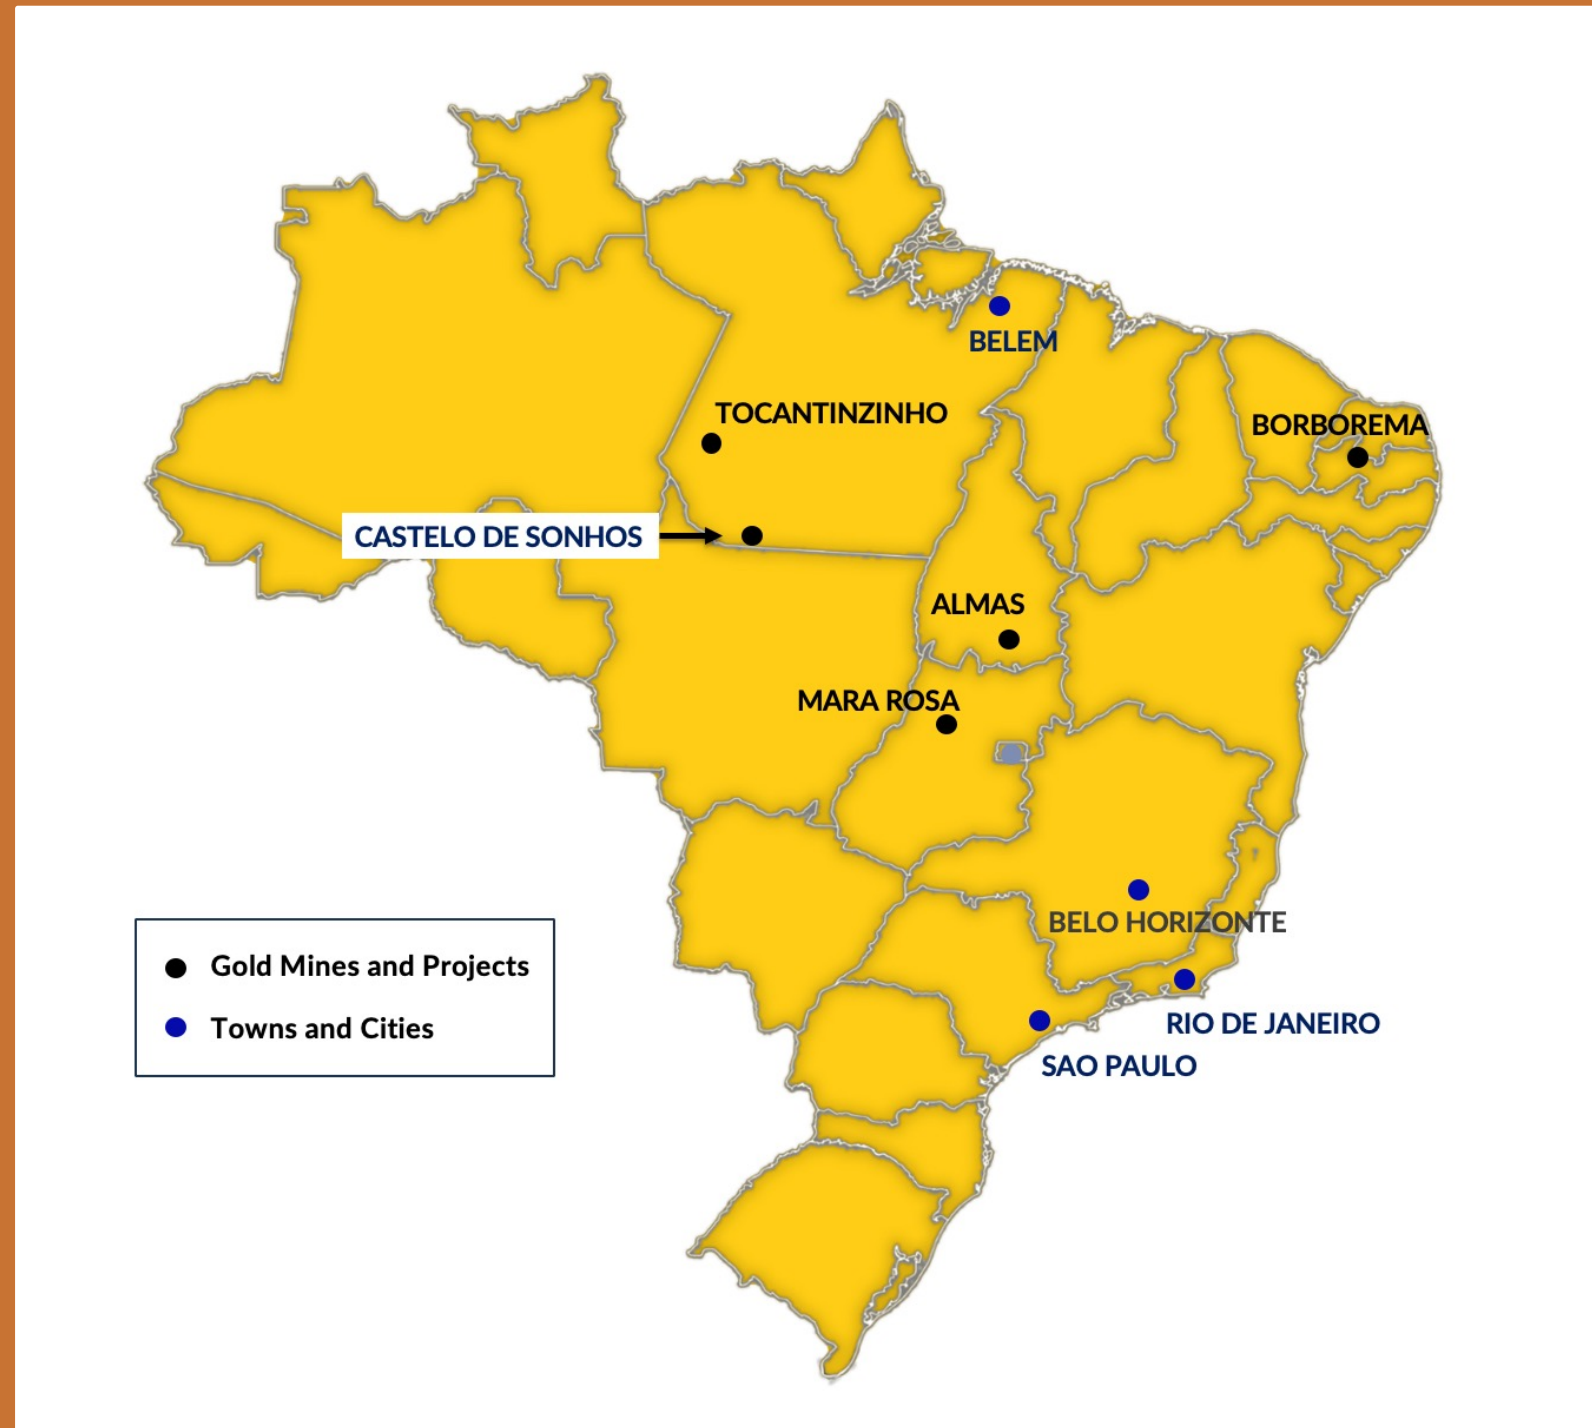 BELEM
TOCANTINZINHO
BORBOREMA
CASTELO DE SONHOS
ALMAS
MARA ROSA
BELO HORIZONTE
Gold Mines and Projects
Towns and Cities
RIO DE JANEIRO
SAO PAULO